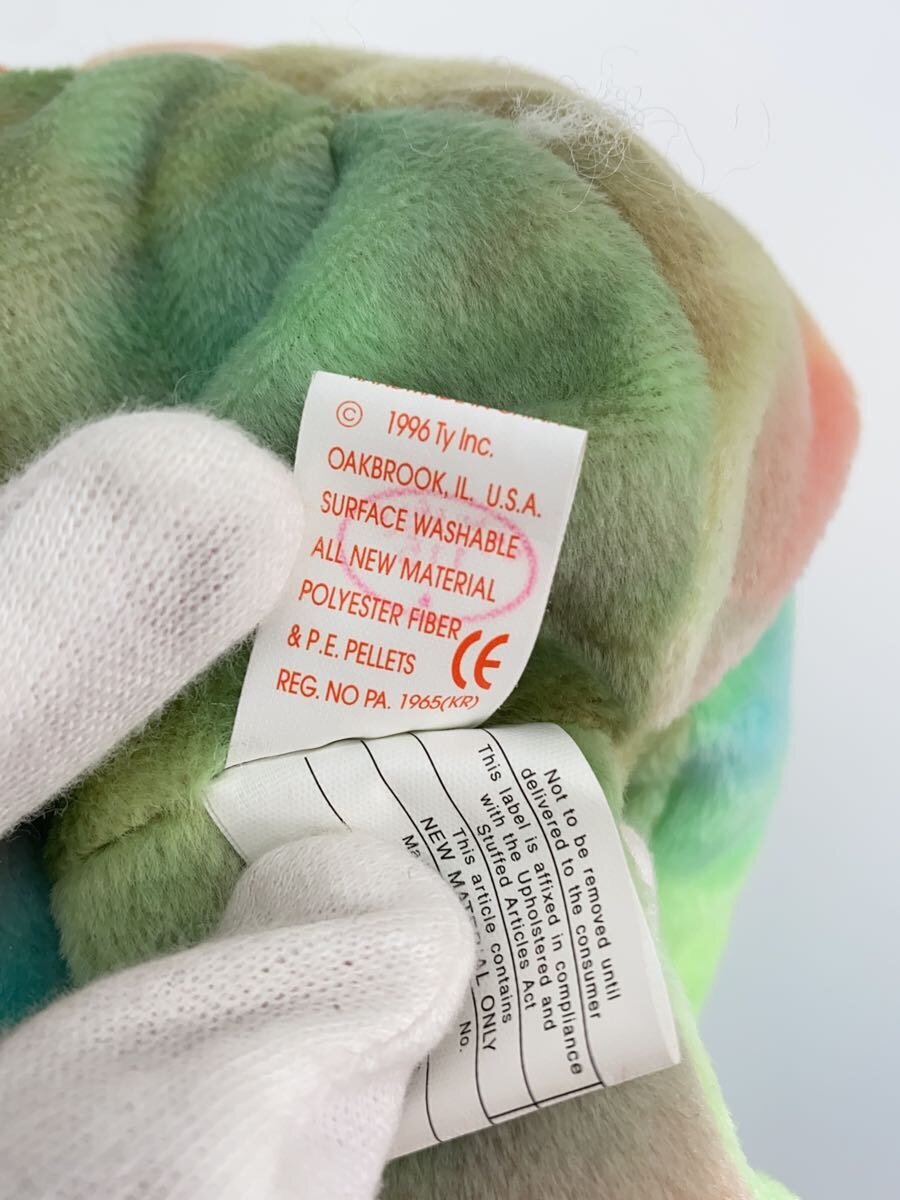 © 1996 Ty Inc.
OAKBROOK, IL. U.S.A.
SURFACE WASHABLE
ALL NEW MATERIAL
POLYESTER FIBER
& P.E. PELLETS CE
REG. NO PA. 1965(KR)
Not to be removed until
delivered to the consumer
This label is affixed in compliance
with the Upholstered and
Stuffed Articles Act
This article contains
NEW MATERIAL ONLY
No.